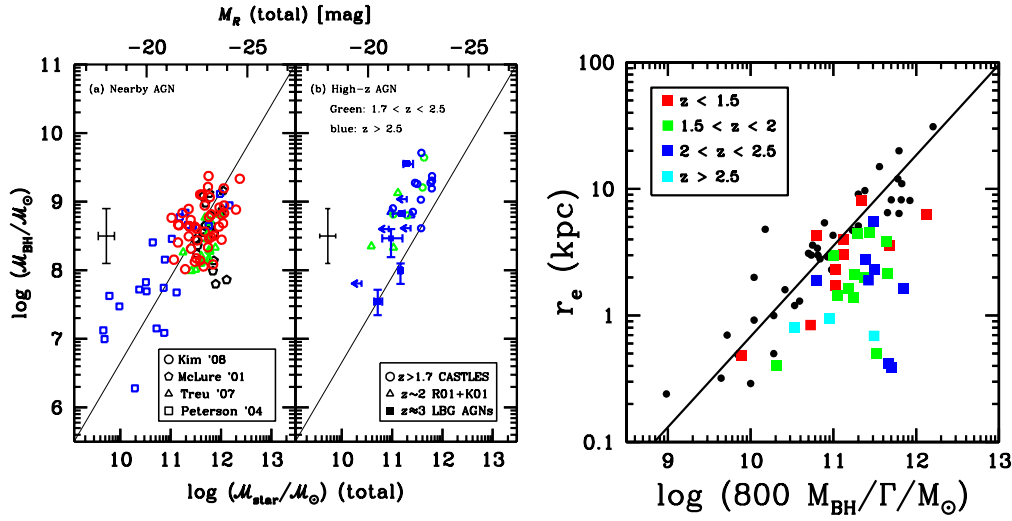 M_R (total) [mag]
−20 −25 −20 −25
11
10
9
8
7
6
log (M_BH/M_⊙)
(a) Nearby AGN
Kim '08
McLure '01
Treu '07
Peterson '04
(b) High-z AGN
Green: 1.7 < z < 2.5
blue: z > 2.5
z>1.7 CASTLES
z~2 R01+K01
z≈3 LBG AGNs
10 11 12 13 10 11 12 13
log (M_star/M_⊙) (total)
100
10
1
0.1
r_e (kpc)
z < 1.5
1.5 < z < 2
2 < z < 2.5
z > 2.5
9 10 11 12 13
log (800 M_BH/Γ/M_⊙)